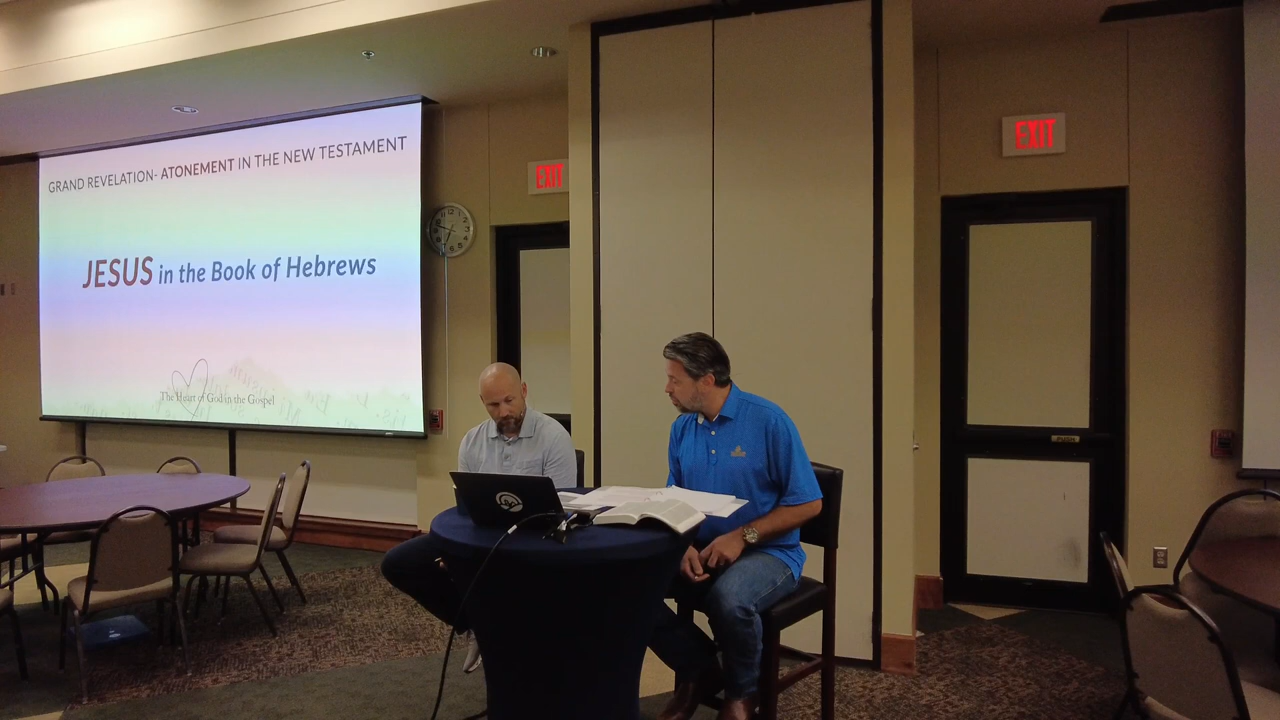 GRAND REVELATION- ATONEMENT IN THE NEW TESTAMENT
JESUS in the Book of Hebrews
The Heart of God in the Gospel
EXIT
EXIT
PUSH